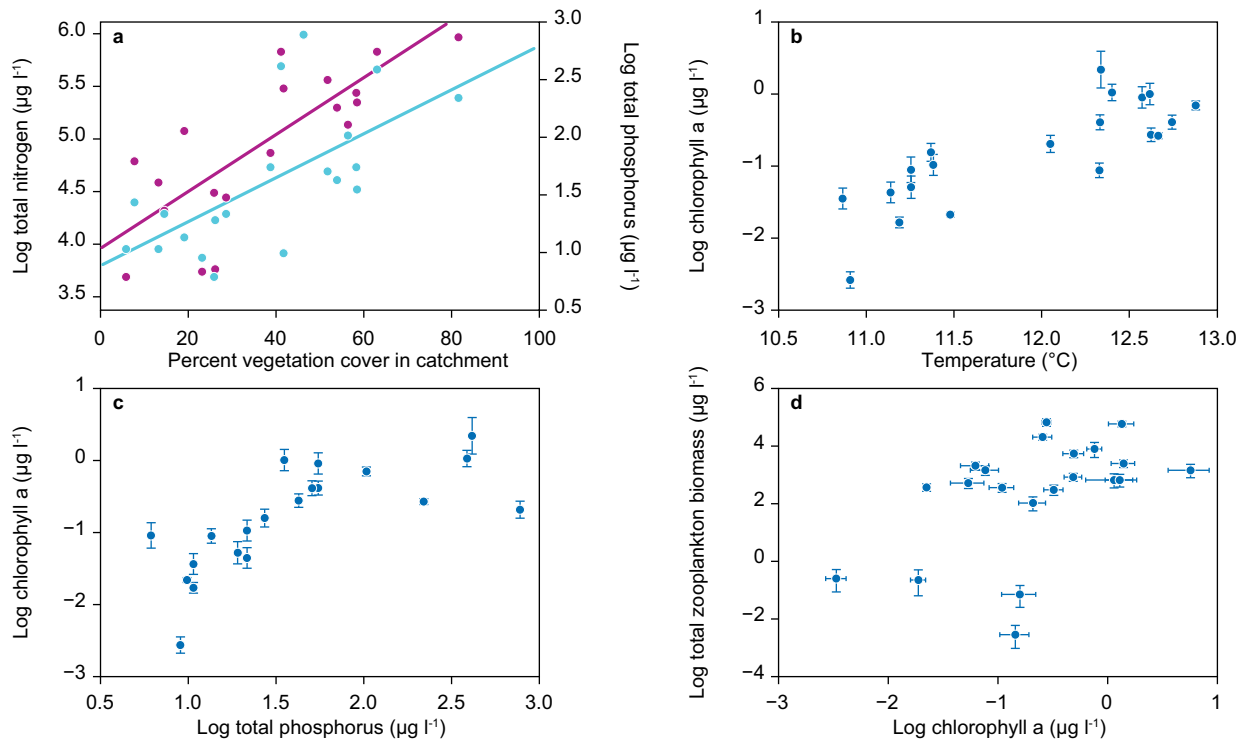 a
6.0
5.5
5.0
4.5
4.0
3.5
Log total nitrogen (µg l⁻¹)
3.0
2.5
2.0
1.5
1.0
0.5
Log total phosphorus (µg l⁻¹)
0 20 40 60 80 100
Percent vegetation cover in catchment
b
1
0
−1
−2
−3
Log chlorophyll a (µg l⁻¹)
10.5 11.0 11.5 12.0 12.5 13.0
Temperature (°C)
c
1
0
−1
−2
−3
Log chlorophyll a (µg l⁻¹)
0.5 1.0 1.5 2.0 2.5 3.0
Log total phosphorus (µg l⁻¹)
d
6
4
2
0
−2
−4
Log total zooplankton biomass (µg l⁻¹)
−3 −2 −1 0 1
Log chlorophyll a (µg l⁻¹)